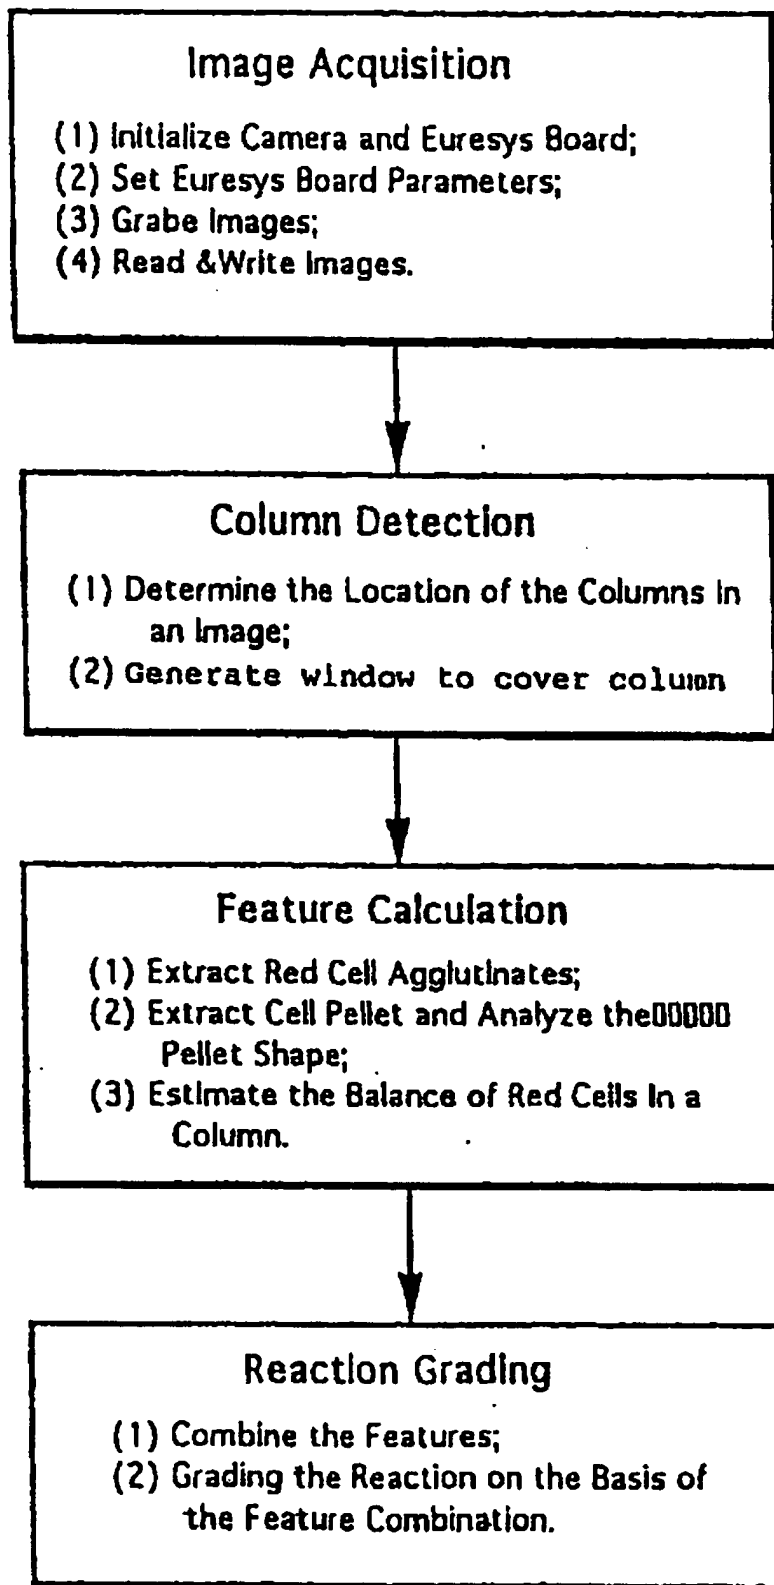 Image Acquisition
(1) Initialize Camera and Euresys Board;
(2) Set Euresys Board Parameters;
(3) Grabe Images;
(4) Read &Write Images.
Column Detection
(1) Determine the Location of the Columns in
an Image;
(2) Generate window to cover column
Feature Calculation
(1) Extract Red Cell Agglutinates;
(2) Extract Cell Pellet and Analyze the▯▯▯▯▯
Pellet Shape;
(3) Estimate the Balance of Red Cells in a
Column.
Reaction Grading
(1) Combine the Features;
(2) Grading the Reaction on the Basis of
the Feature Combination.